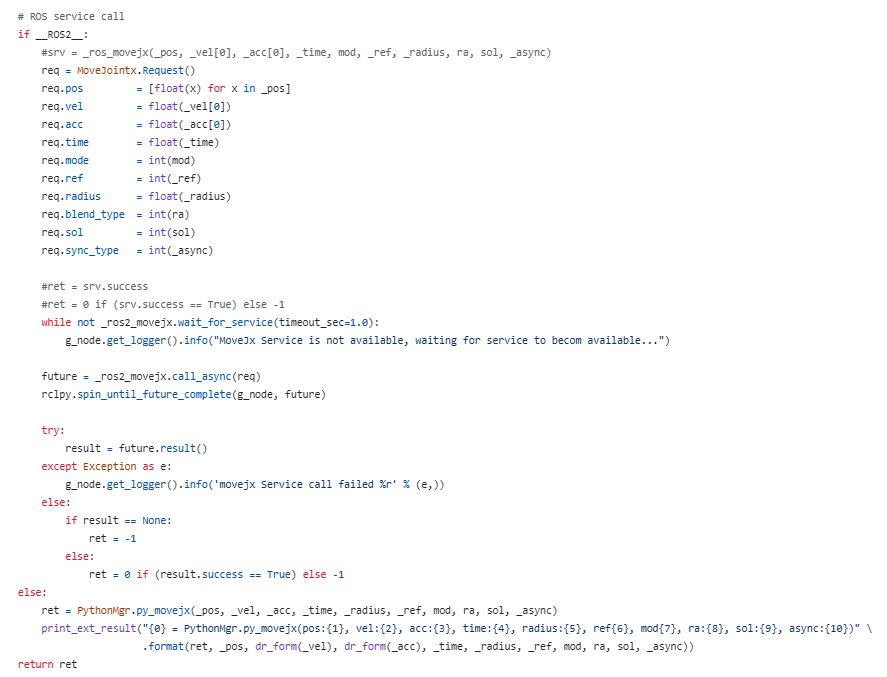 # ROS service call
if __ROS2__:
    #srv = _ros_movejx(_pos, _vel[0], _acc[0], _time, mod, _ref, _radius, ra, sol, _async)
    req = MoveJointx.Request()
    req.pos         = [float(x) for x in _pos]
    req.vel         = float(_vel[0])
    req.acc         = float(_acc[0])
    req.time        = float(_time)
    req.mode        = int(mod)
    req.ref         = int(_ref)
    req.radius      = float(_radius)
    req.blend_type  = int(ra)
    req.sol         = int(sol)
    req.sync_type   = int(_async)

    #ret = srv.success
    #ret = 0 if (srv.success == True) else -1
    while not _ros2_movejx.wait_for_service(timeout_sec=1.0):
        g_node.get_logger().info("MoveJx Service is not available, waiting for service to becom available...")

    future = _ros2_movejx.call_async(req)
    rclpy.spin_until_future_complete(g_node, future)

    try:
        result = future.result()
    except Exception as e:
        g_node.get_logger().info('movejx Service call failed %r' % (e,))
    else:
        if result == None:
            ret = -1
        else:
            ret = 0 if (result.success == True) else -1
else:
    ret = PythonMgr.py_movejx(_pos, _vel, _acc, _time, _radius, _ref, mod, ra, sol, _async)
    print_ext_result("{0} = PythonMgr.py_movejx(pos:{1}, vel:{2}, acc:{3}, time:{4}, radius:{5}, ref{6}, mod{7}, ra:{8}, sol:{9}, async:{10})" \
                     .format(ret, _pos, dr_form(_vel), dr_form(_acc), _time, _radius, _ref, mod, ra, sol, _async))
return ret